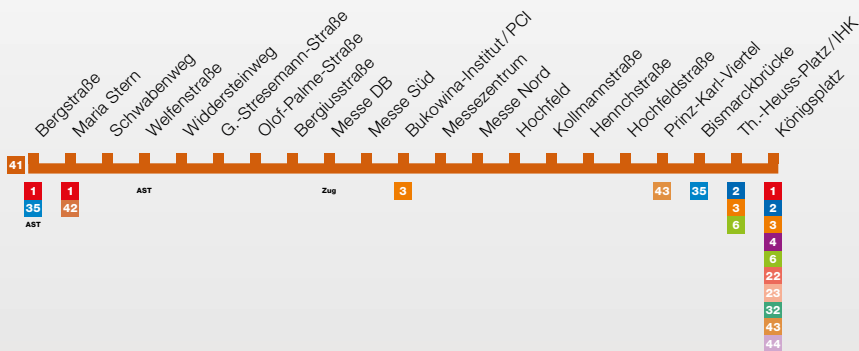 Bergstraße
Maria Stern
Schwabenweg
Welfenstraße
Widdersteinweg
G.-Stresemann-Straße
Olof-Palme-Straße
Bergiusstraße
Messe DB
Messe Süd
Bukowina-Institut/PCI
Messezentrum
Messe Nord
Hochfeld
Kollmannstraße
Hennchstraße
Hochfeldstraße
Prinz-Karl-Viertel
Bismarckbrücke
Th.-Heuss-Platz/IHK
Königsplatz
41
1 1 AST Zug 3 43 35 2 1
35 42 3 2
AST 6 3
4
6
22
23
32
43
44